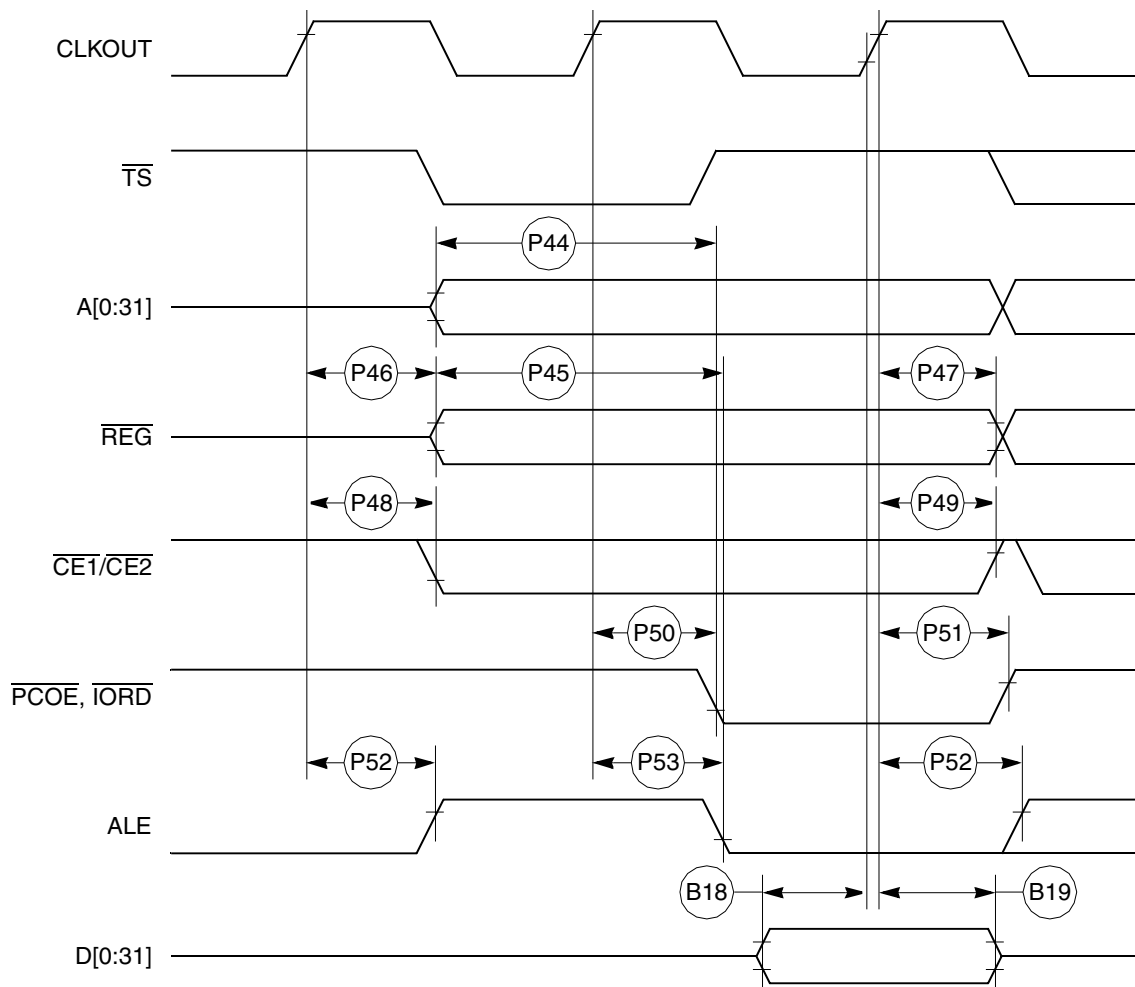 CLKOUT
TS
P44
A[0:31]
P46 P45 P47
REG
P48 P49
CE1/CE2
P50 P51
PCOE, IORD
P52 P53 P52
ALE
B18 B19
D[0:31]